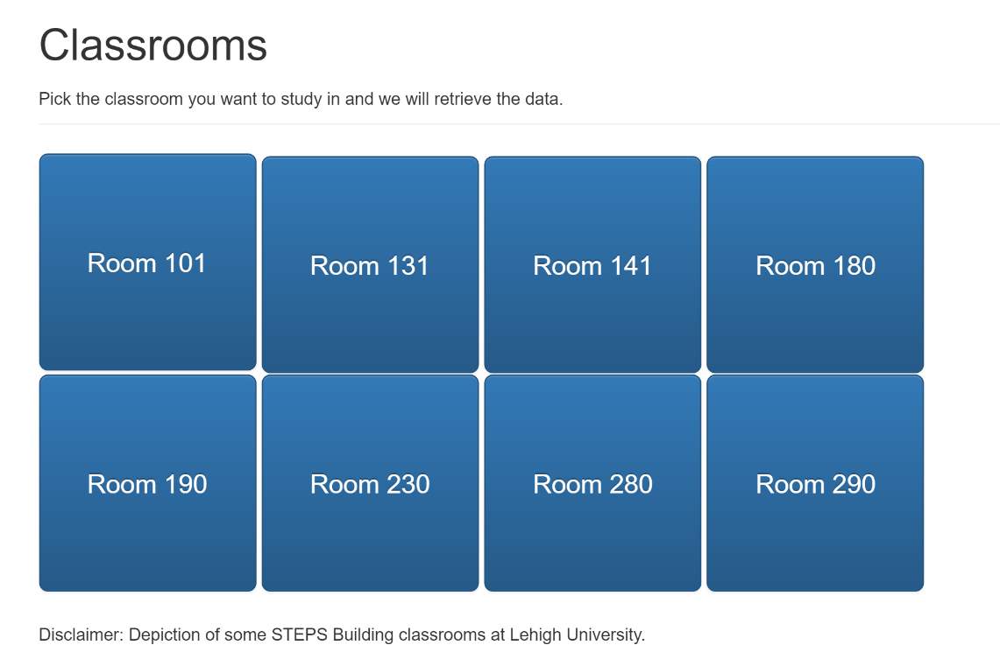 Classrooms
Pick the classroom you want to study in and we will retrieve the data.
Room 101
Room 131
Room 141
Room 180
Room 190
Room 230
Room 280
Room 290
Disclaimer: Depiction of some STEPS Building classrooms at Lehigh University.